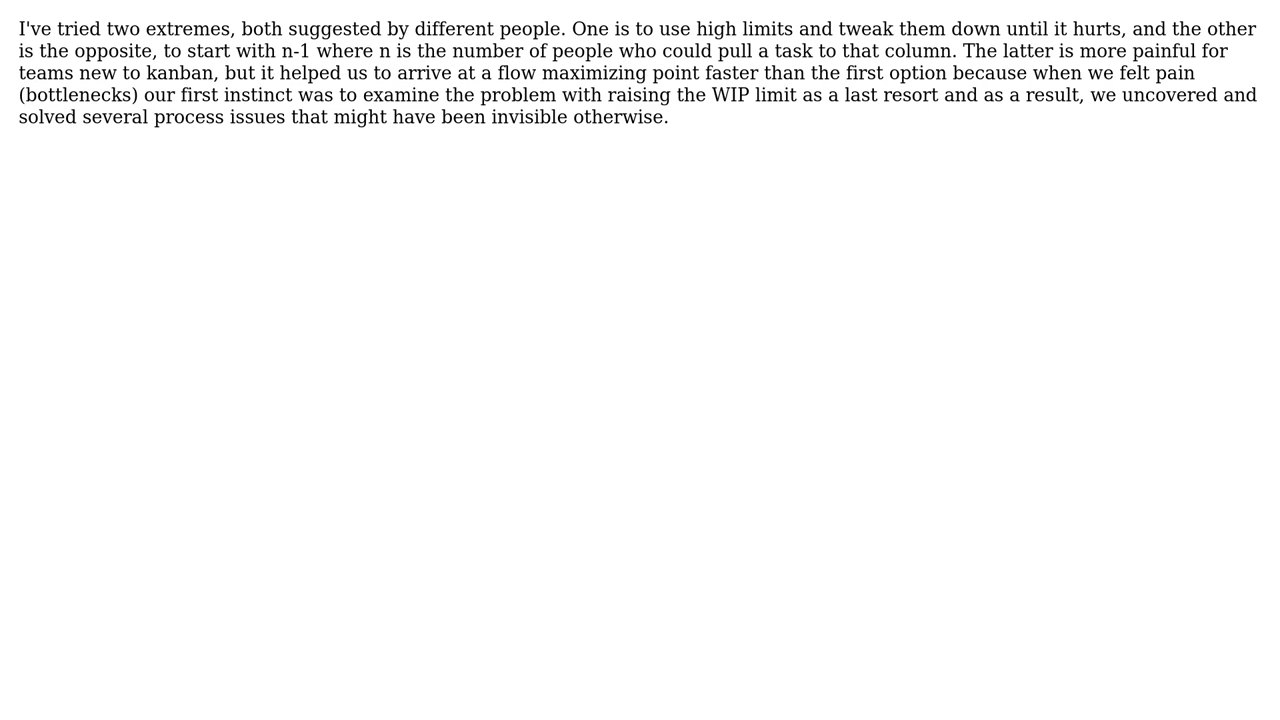 I've tried two extremes, both suggested by different people. One is to use high limits and tweak them down until it hurts, and the other
is the opposite, to start with n-1 where n is the number of people who could pull a task to that column. The latter is more painful for
teams new to kanban, but it helped us to arrive at a flow maximizing point faster than the first option because when we felt pain
(bottlenecks) our first instinct was to examine the problem with raising the WIP limit as a last resort and as a result, we uncovered and
solved several process issues that might have been invisible otherwise.